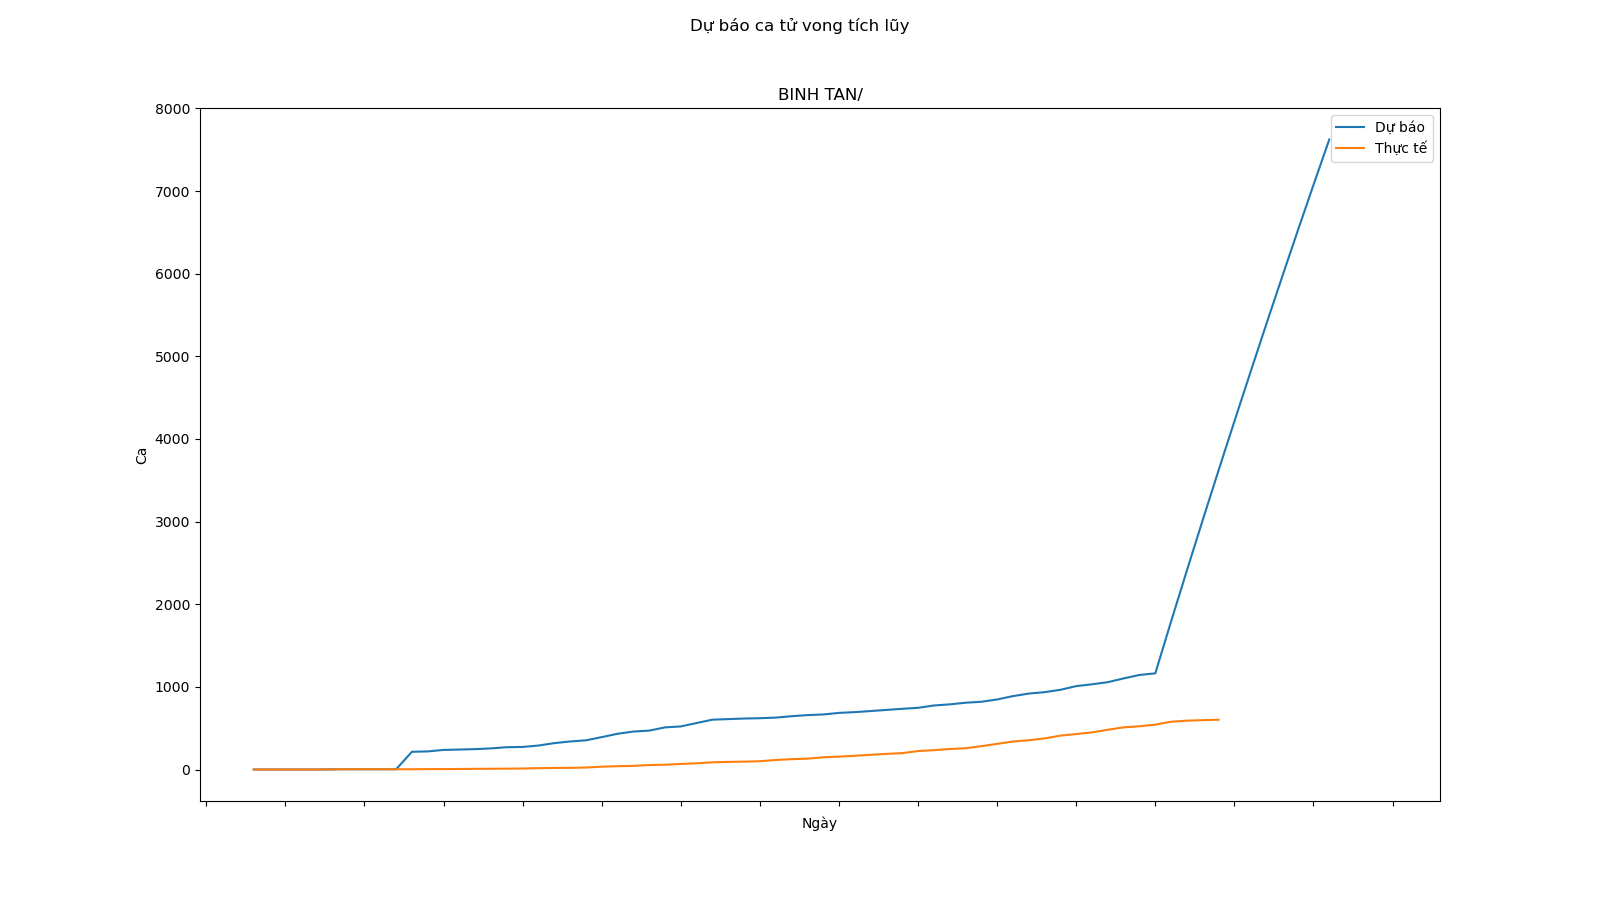 Dự báo ca tử vong tích lũy
BINH TAN/
8000
7000
6000
5000
4000
3000
2000
1000
0
Ca
Dự báo
Thực tế
Ngày